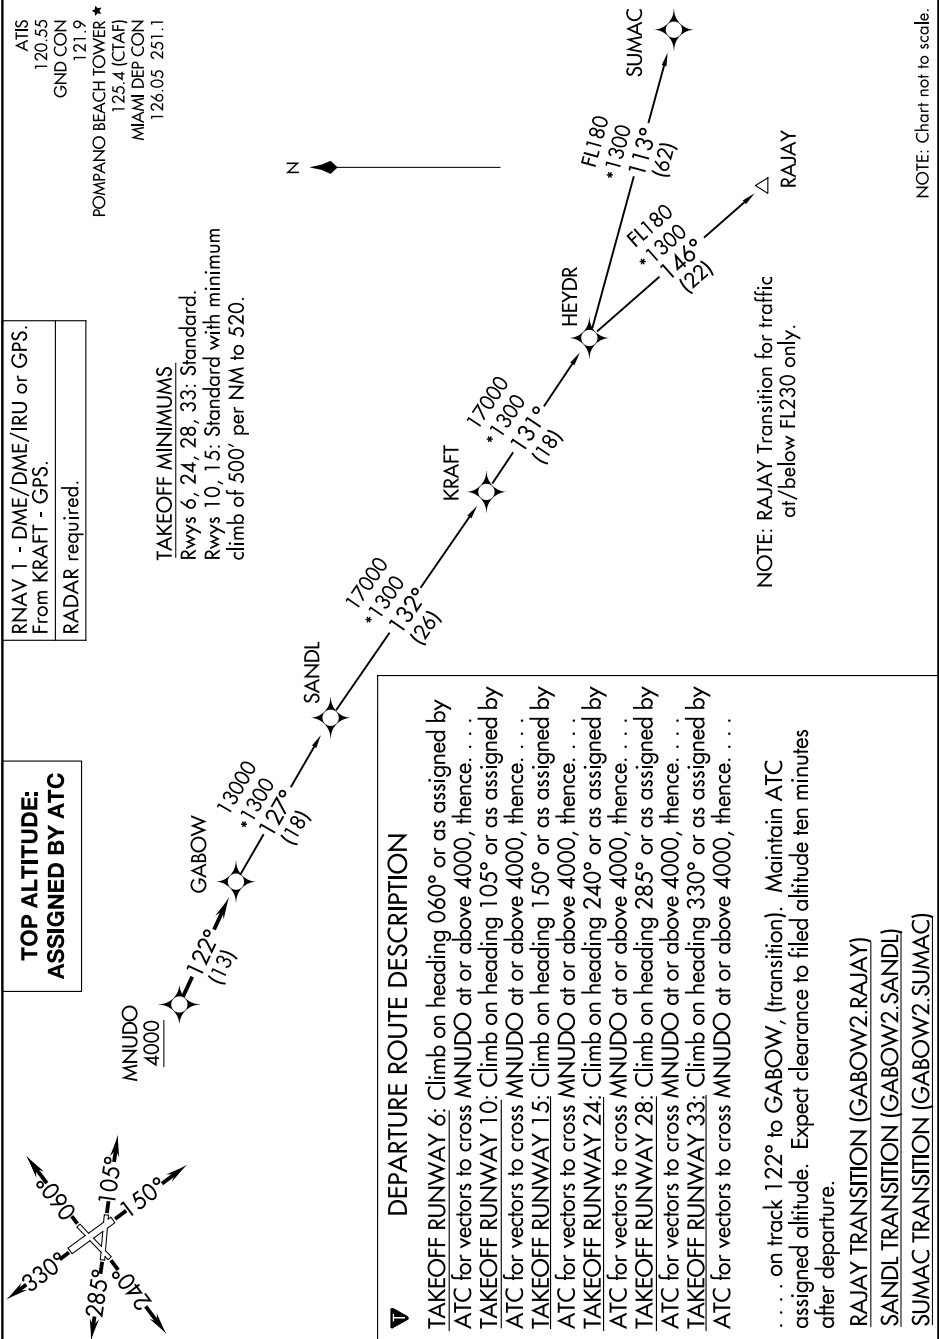 TOP ALTITUDE:
ASSIGNED BY ATC
RNAV 1 - DME/DME/IRU or GPS.
From KRAFT - GPS.
RADAR required.
ATIS
120.55
GND CON
121.9
POMPANO BEACH TOWER ★
125.4 (CTAF)
MIAMI DEP CON
126.05 251.1
TAKEOFF MINIMUMS
Rwys 6, 24, 28, 33: Standard.
Rwys 10, 15: Standard with minimum
climb of 500' per NM to 520.
N
330°
060°
105°
150°
285°
240°
MNUDO
4000
122°
(13)
GABOW
13000
*1300
127°
(18)
SANDL
17000
*1300
132°
(26)
KRAFT
17000
*1300
131°
(18)
HEYDR
FL180
*1300
113°
(62)
SUMAC
FL180
*1300
146°
(22)
RAJAY
NOTE: RAJAY Transition for traffic
at/below FL230 only.
NOTE: Chart not to scale.
T
DEPARTURE ROUTE DESCRIPTION
TAKEOFF RUNWAY 6: Climb on heading 060° or as assigned by
ATC for vectors to cross MNUDO at or above 4000, thence. . . .
TAKEOFF RUNWAY 10: Climb on heading 105° or as assigned by
ATC for vectors to cross MNUDO at or above 4000, thence. . . .
TAKEOFF RUNWAY 15: Climb on heading 150° or as assigned by
ATC for vectors to cross MNUDO at or above 4000, thence. . . .
TAKEOFF RUNWAY 24: Climb on heading 240° or as assigned by
ATC for vectors to cross MNUDO at or above 4000, thence. . . .
TAKEOFF RUNWAY 28: Climb on heading 285° or as assigned by
ATC for vectors to cross MNUDO at or above 4000, thence. . . .
TAKEOFF RUNWAY 33: Climb on heading 330° or as assigned by
ATC for vectors to cross MNUDO at or above 4000, thence. . . .
. . . . on track 122° to GABOW, (transition). Maintain ATC
assigned altitude. Expect clearance to filed altitude ten minutes
after departure.
RAJAY TRANSITION (GABOW2.RAJAY)
SANDL TRANSITION (GABOW2.SANDL)
SUMAC TRANSITION (GABOW2.SUMAC)